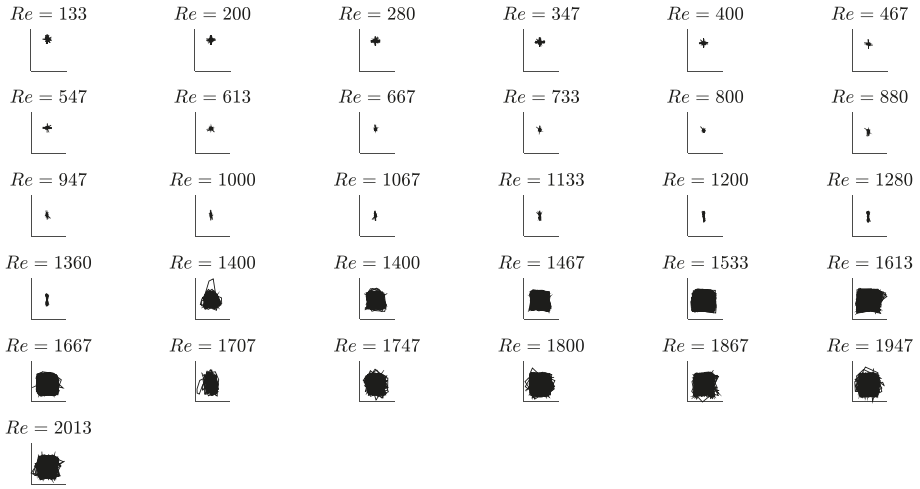 Re = 133 Re = 200 Re = 280 Re = 347 Re = 400 Re = 467
Re = 547 Re = 613 Re = 667 Re = 733 Re = 800 Re = 880
Re = 947 Re = 1000 Re = 1067 Re = 1133 Re = 1200 Re = 1280
Re = 1360 Re = 1400 Re = 1400 Re = 1467 Re = 1533 Re = 1613
Re = 1667 Re = 1707 Re = 1747 Re = 1800 Re = 1867 Re = 1947
Re = 2013